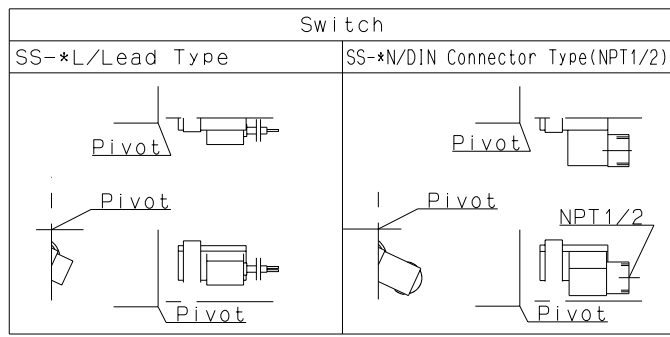 Switch
SS-*L/Lead Type
SS-*N/DIN Connector Type(NPT1/2)
Pivot
Pivot
Pivot
Pivot
NPT1/2
Pivot
Pivot